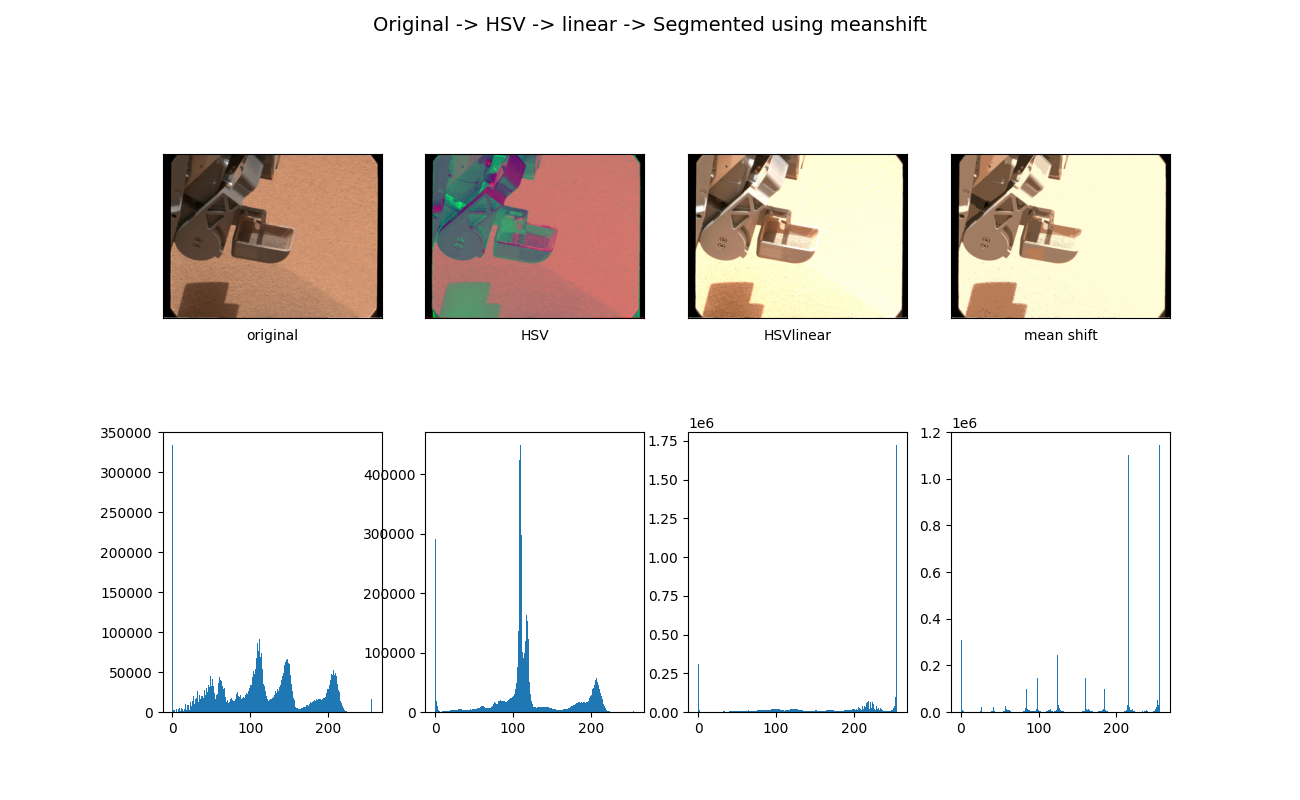 Original -> HSV -> linear -> Segmented using meanshift
original
HSV
HSVlinear
mean shift
350000
300000
250000
200000
150000
100000
50000
0
0 100 200
400000
300000
200000
100000
0
0 100 200
1e6
1.75
1.50
1.25
1.00
0.75
0.50
0.25
0.00
0 100 200
1e6
1.2
1.0
0.8
0.6
0.4
0.2
0.0
0 100 200